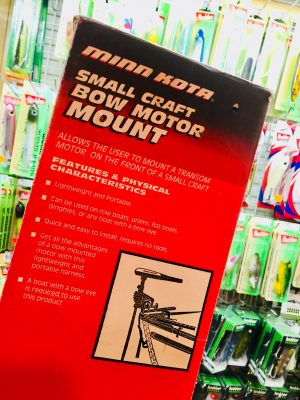 MINN KOTA
SMALL CRAFT
BOW MOTOR
MOUNT
ALLOWS THE USER TO MOUNT A TRANSOM
MOTOR ON THE FRONT OF A SMALL CRAFT
FEATURES & PHYSICAL
CHARACTERISTICS
Lightweight and Portable
Can be used on row boats, prams, flat boats,
dinghies, or any boat with a bow eye.
Quick and easy to install, requires no tools
Get all the advantages
of a bow mounted
motor with this
lightweight and
portable harness
A boat with a bow eye
is required to use
this product